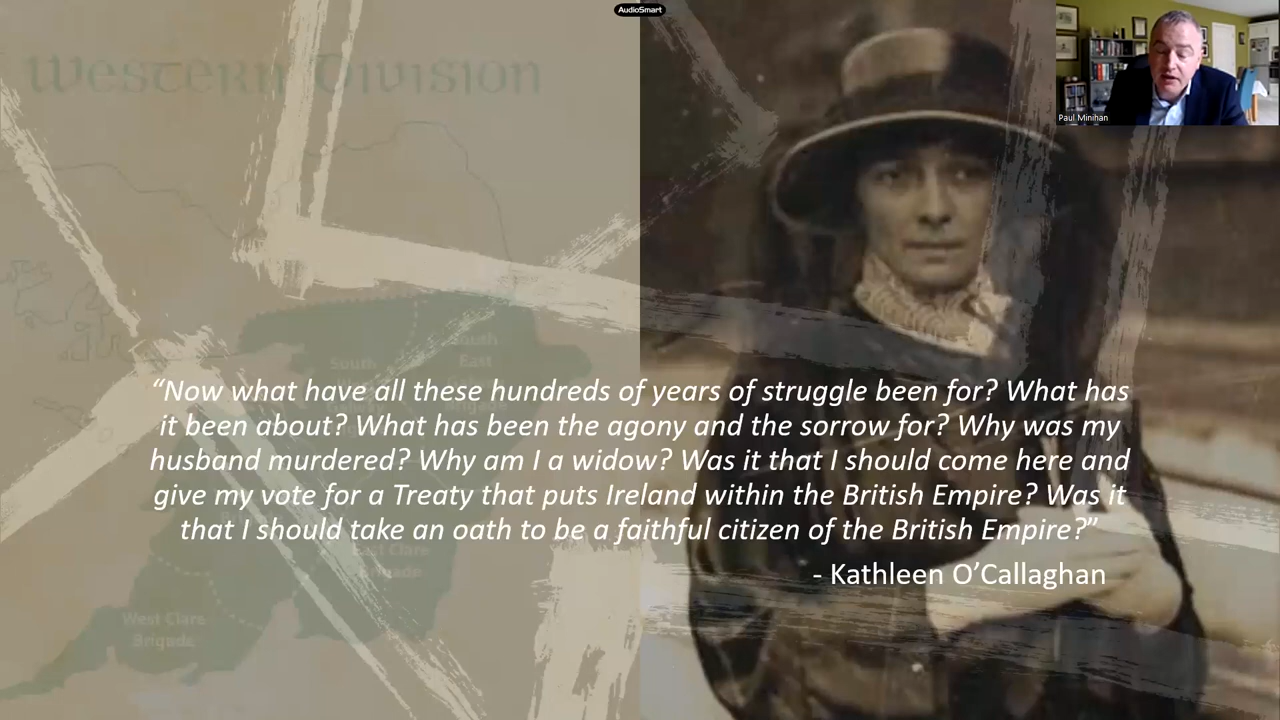 AudioSmart
Western Division
Paul Minihan
South
South
East
“Now what have all these hundreds of years of struggle been for? What has
it been about? What has been the agony and the sorrow for? Why was my
husband murdered? Why am I a widow? Was it that I should come here and
give my vote for a Treaty that puts Ireland within the British Empire? Was it
that I should take an oath to be a faithful citizen of the British Empire?”
East Clare
Brigade
- Kathleen O’Callaghan
West Clare
Brigade